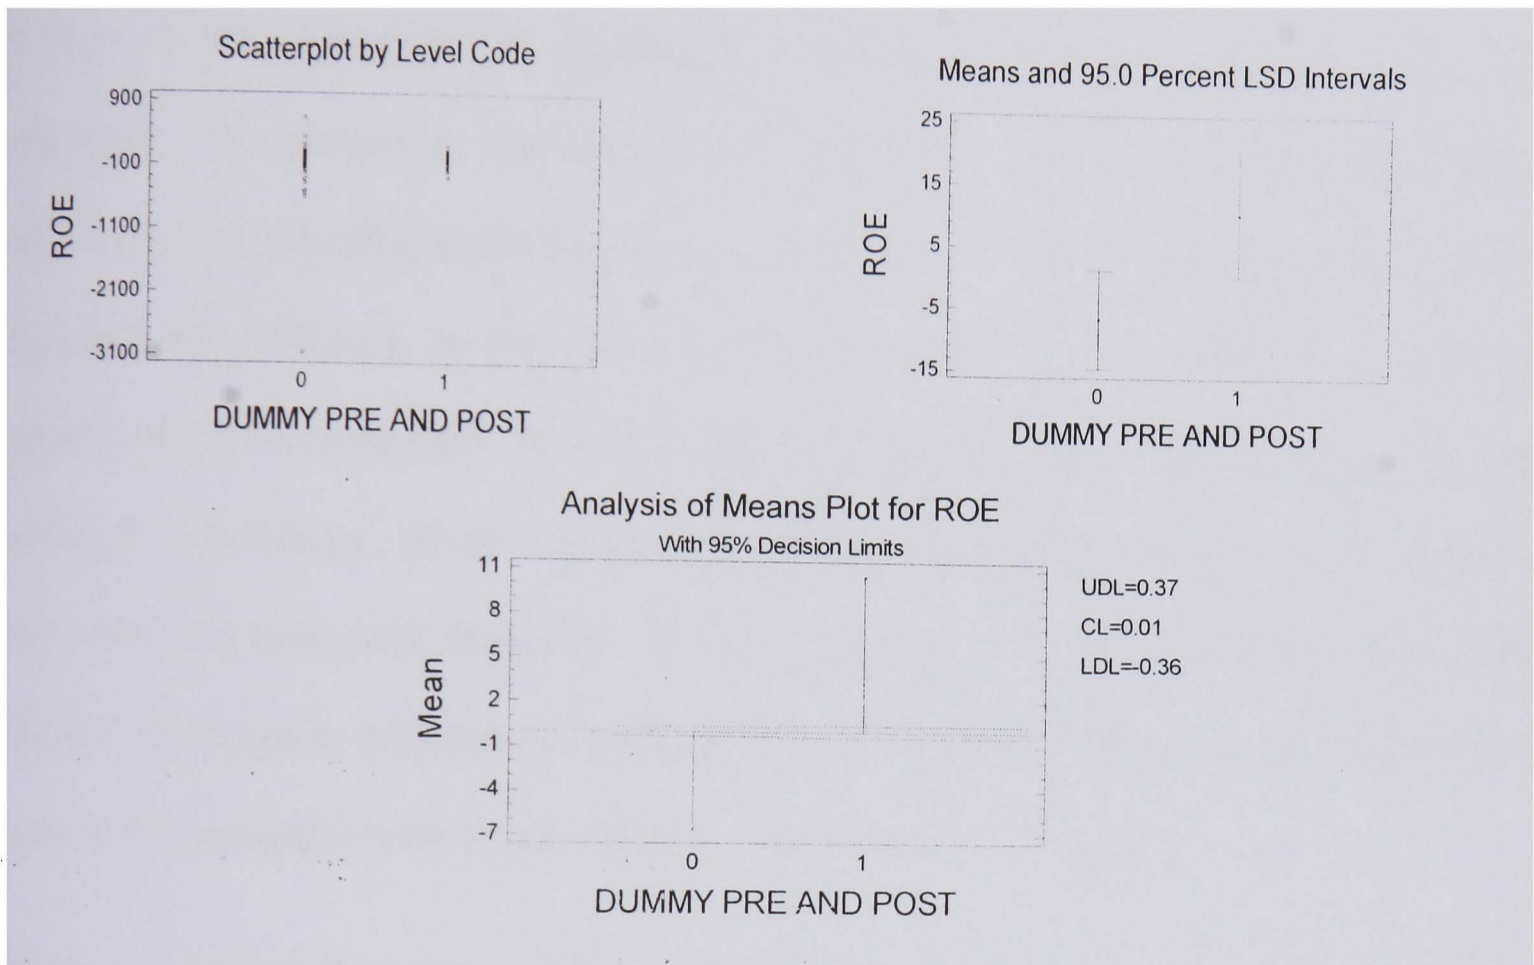 Scatterplot by Level Code
900
-100
-1100
-2100
-3100
ROE
0 1
DUMMY PRE AND POST
Means and 95.0 Percent LSD Intervals
25
15
5
-5
-15
ROE
0 1
DUMMY PRE AND POST
Analysis of Means Plot for ROE
With 95% Decision Limits
11
8
5
2
-1
-4
-7
Mean
0 1
DUMMY PRE AND POST
UDL=0.37
CL=0.01
LDL=-0.36